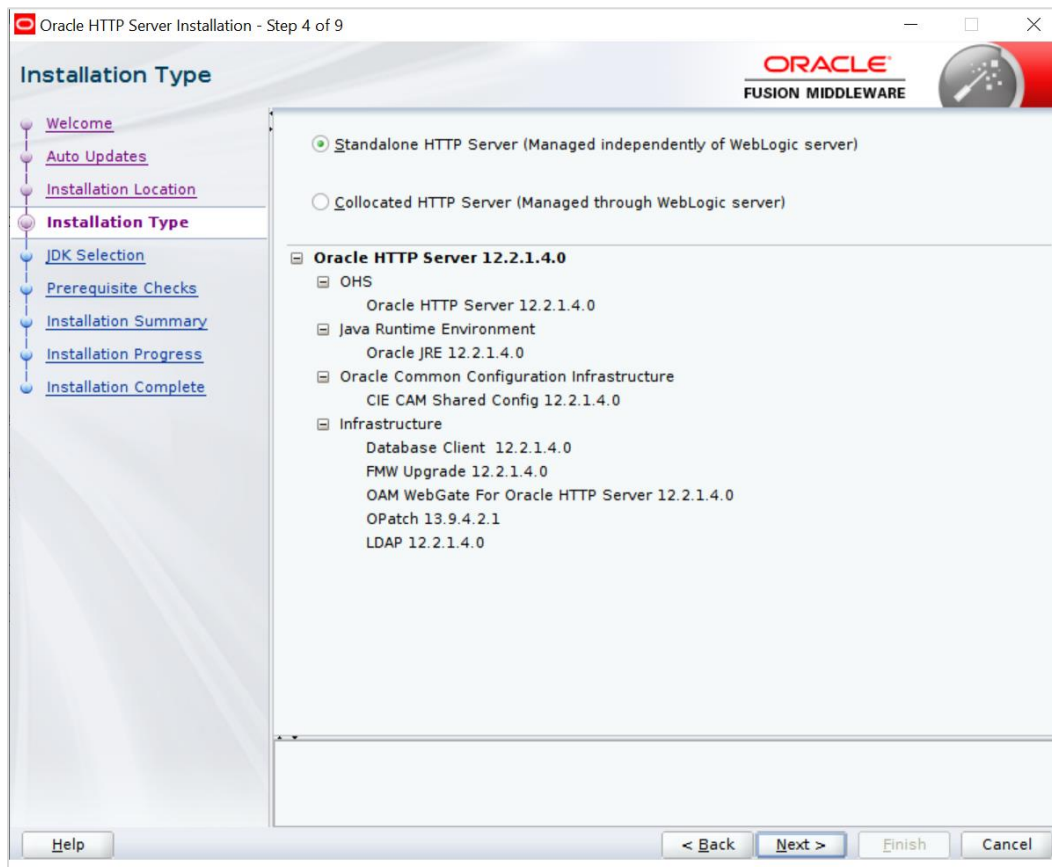 Oracle HTTP Server Installation - Step 4 of 9
Installation Type
ORACLE
FUSION MIDDLEWARE
Welcome
Auto Updates
Installation Location
Installation Type
JDK Selection
Prerequisite Checks
Installation Summary
Installation Progress
Installation Complete
Standalone HTTP Server (Managed independently of WebLogic server)
Collocated HTTP Server (Managed through WebLogic server)
Oracle HTTP Server 12.2.1.4.0
OHS
Oracle HTTP Server 12.2.1.4.0
Java Runtime Environment
Oracle JRE 12.2.1.4.0
Oracle Common Configuration Infrastructure
CIE CAM Shared Config 12.2.1.4.0
Infrastructure
Database Client 12.2.1.4.0
FMW Upgrade 12.2.1.4.0
OAM WebGate For Oracle HTTP Server 12.2.1.4.0
OPatch 13.9.4.2.1
LDAP 12.2.1.4.0
Help
< Back
Next >
Finish
Cancel